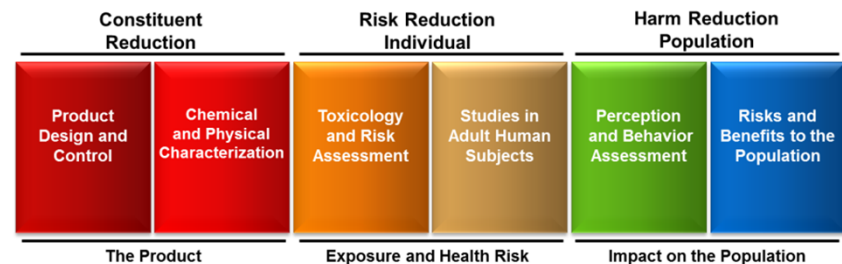 Constituent
Reduction
Risk Reduction
Individual
Harm Reduction
Population
Product
Design and
Control
Chemical
and Physical
Characterization
Toxicology
and Risk
Assessment
Studies in
Adult Human
Subjects
Perception
and Behavior
Assessment
Risks and
Benefits to the
Population
The Product
Exposure and Health Risk
Impact on the Population